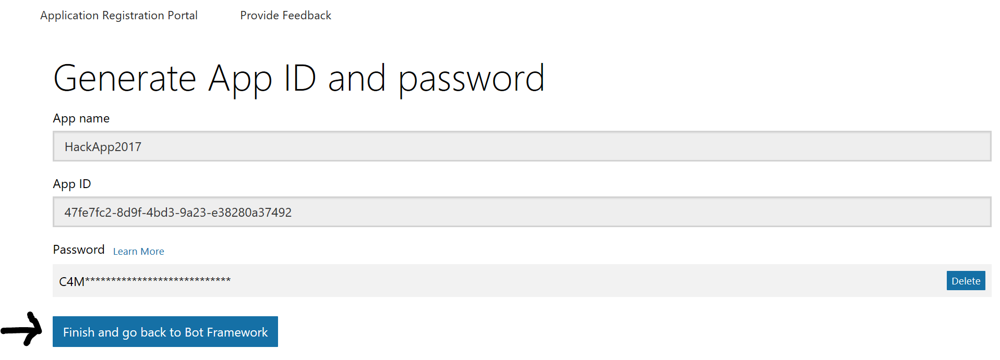 Application Registration Portal Provide Feedback
Generate App ID and password
App name
HackApp2017
App ID
47fe7fc2-8d9f-4bd3-9a23-e38280a37492
Password Learn More
C4M**************************** Delete
Finish and go back to Bot Framework